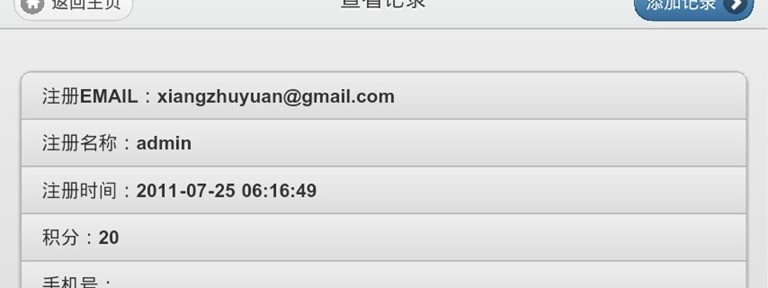 返回主页
查看记录
添加记录
注册EMAIL：xiangzhuyuan@gmail.com
注册名称：admin
注册时间：2011-07-25 06:16:49
积分：20
手机号：